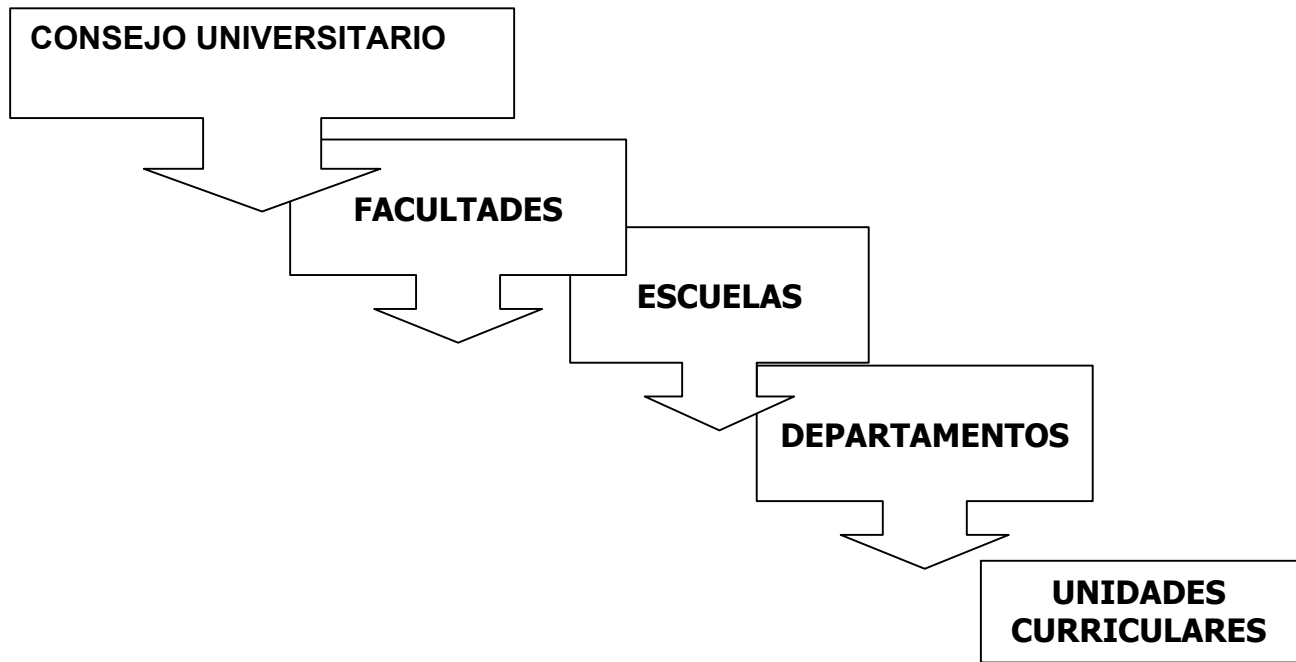 CONSEJO UNIVERSITARIO
FACULTADES
ESCUELAS
DEPARTAMENTOS
UNIDADES
CURRICULARES